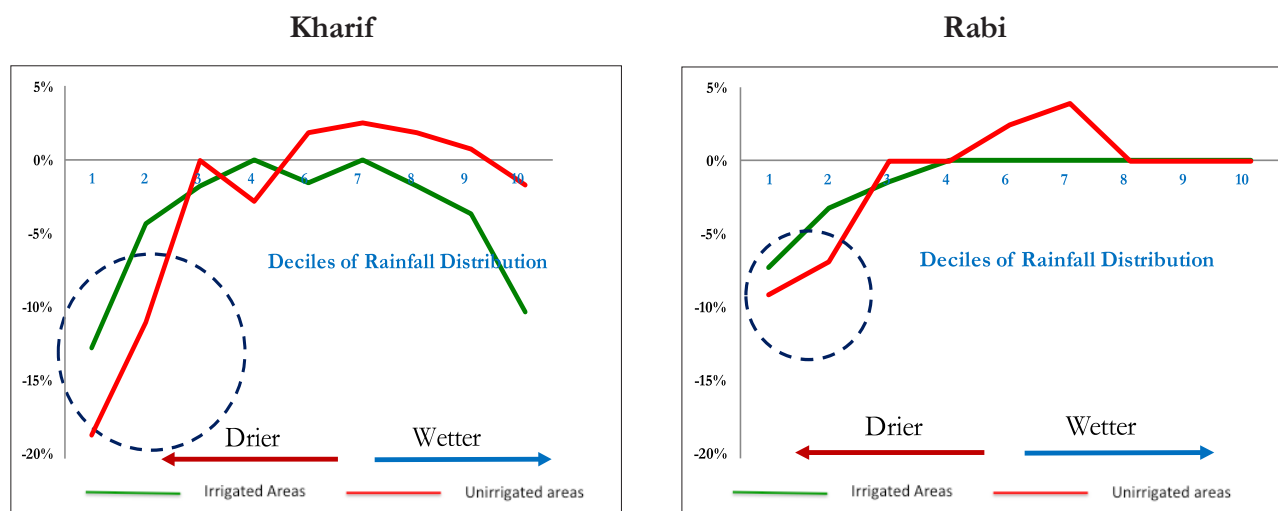 Kharif
5%
0%
1 2 3 4 6 7 8 9 10
-5%
Deciles of Rainfall Distribution
-10%
-15%
Drier Wetter
-20%
Irrigated Areas Unirrigated areas
Rabi
5%
0%
1 2 3 4 6 7 8 9 10
-5%
Deciles of Rainfall Distribution
-10%
-15%
Drier Wetter
-20%
Irrigated Areas Unirrigated areas